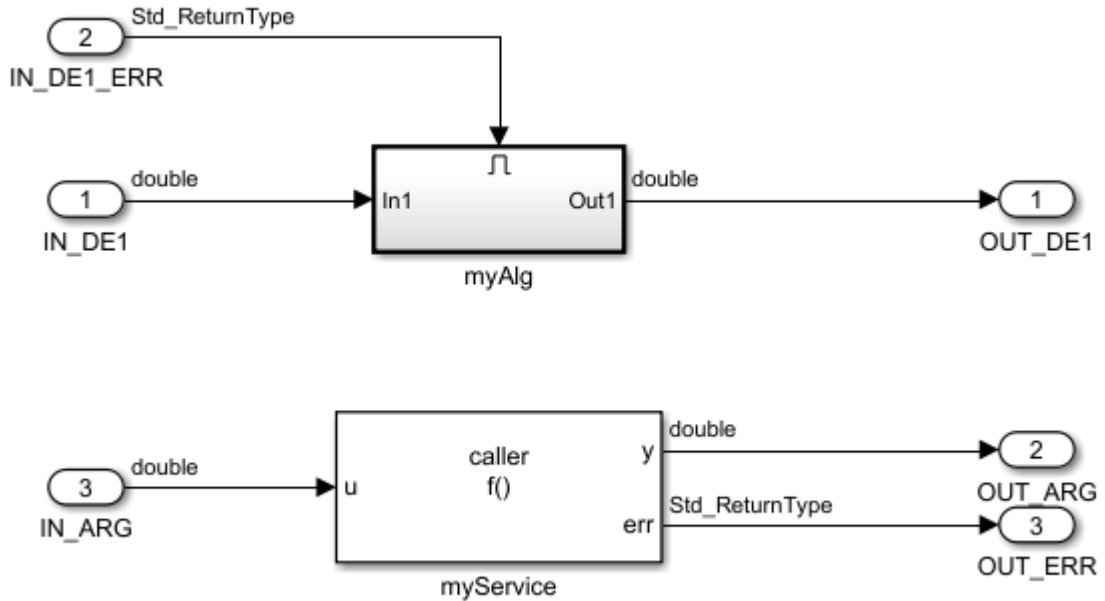 Std_ReturnType
2
IN_DE1_ERR
double
1
IN_DE1
In1
Out1
myAlg
double
1
OUT_DE1
double
3
IN_ARG
u
caller
f()
y
err
myService
double
2
OUT_ARG
Std_ReturnType
3
OUT_ERR